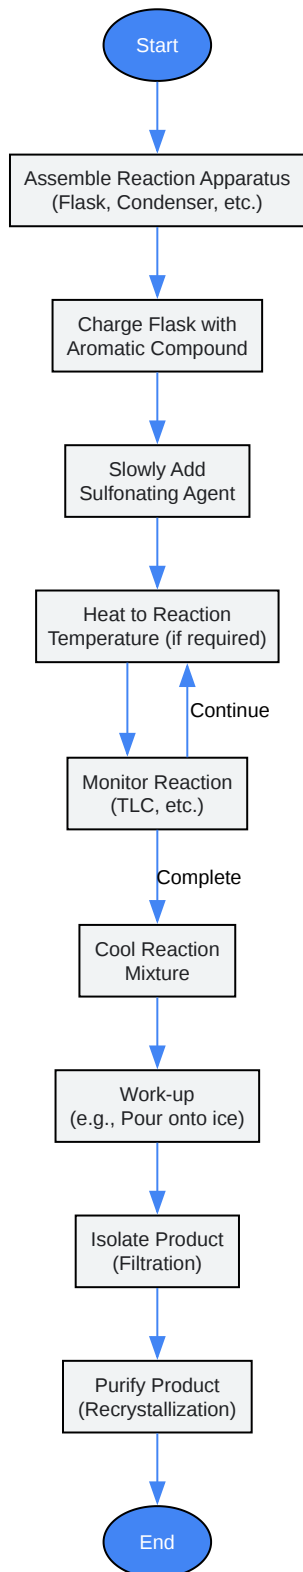 Start
Assemble Reaction Apparatus
(Flask, Condenser, etc.)
Charge Flask with
Aromatic Compound
Slowly Add
Sulfonating Agent
Heat to Reaction
Temperature (if required)
Continue
Monitor Reaction
(TLC, etc.)
Complete
Cool Reaction
Mixture
Work-up
(e.g., Pour onto ice)
Isolate Product
(Filtration)
Purify Product
(Recrystallization)
End